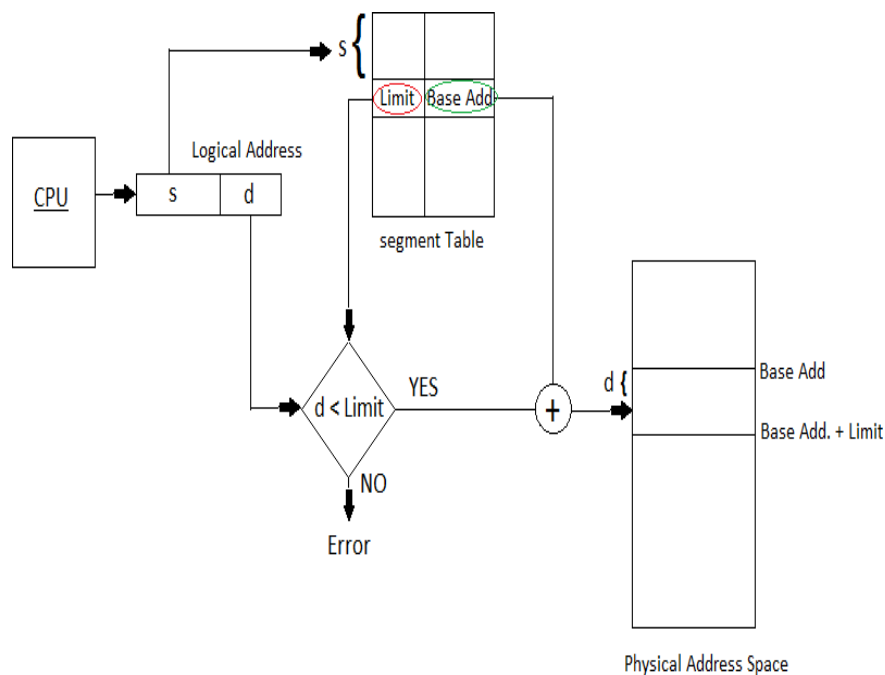 s {
Limit
Base Add
Logical Address
CPU
s
d
segment Table
d < Limit
YES
+
d {
Base Add
Base Add. + Limit
NO
Error
Physical Address Space